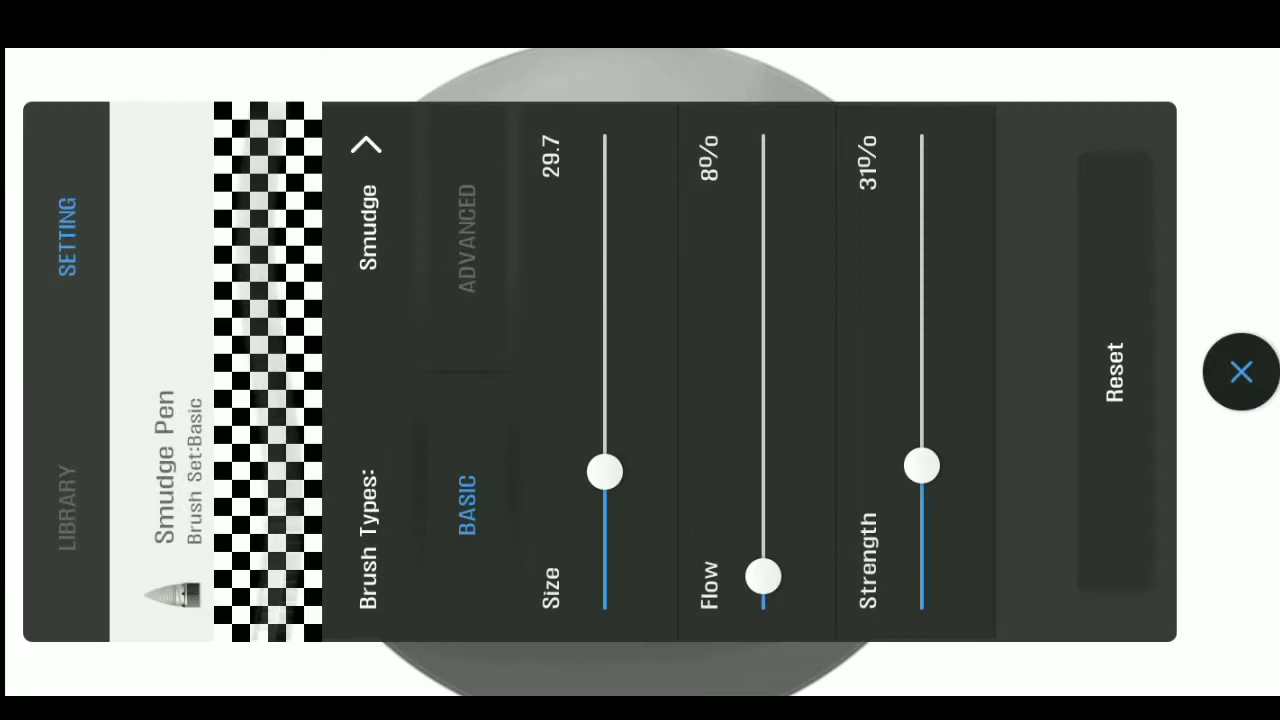 LIBRARY SETTING
Smudge Pen
Brush Set:Basic
Brush Types: Smudge
BASIC ADVANCED
Size 29.7
Flow 8%
Strength 31%
Reset